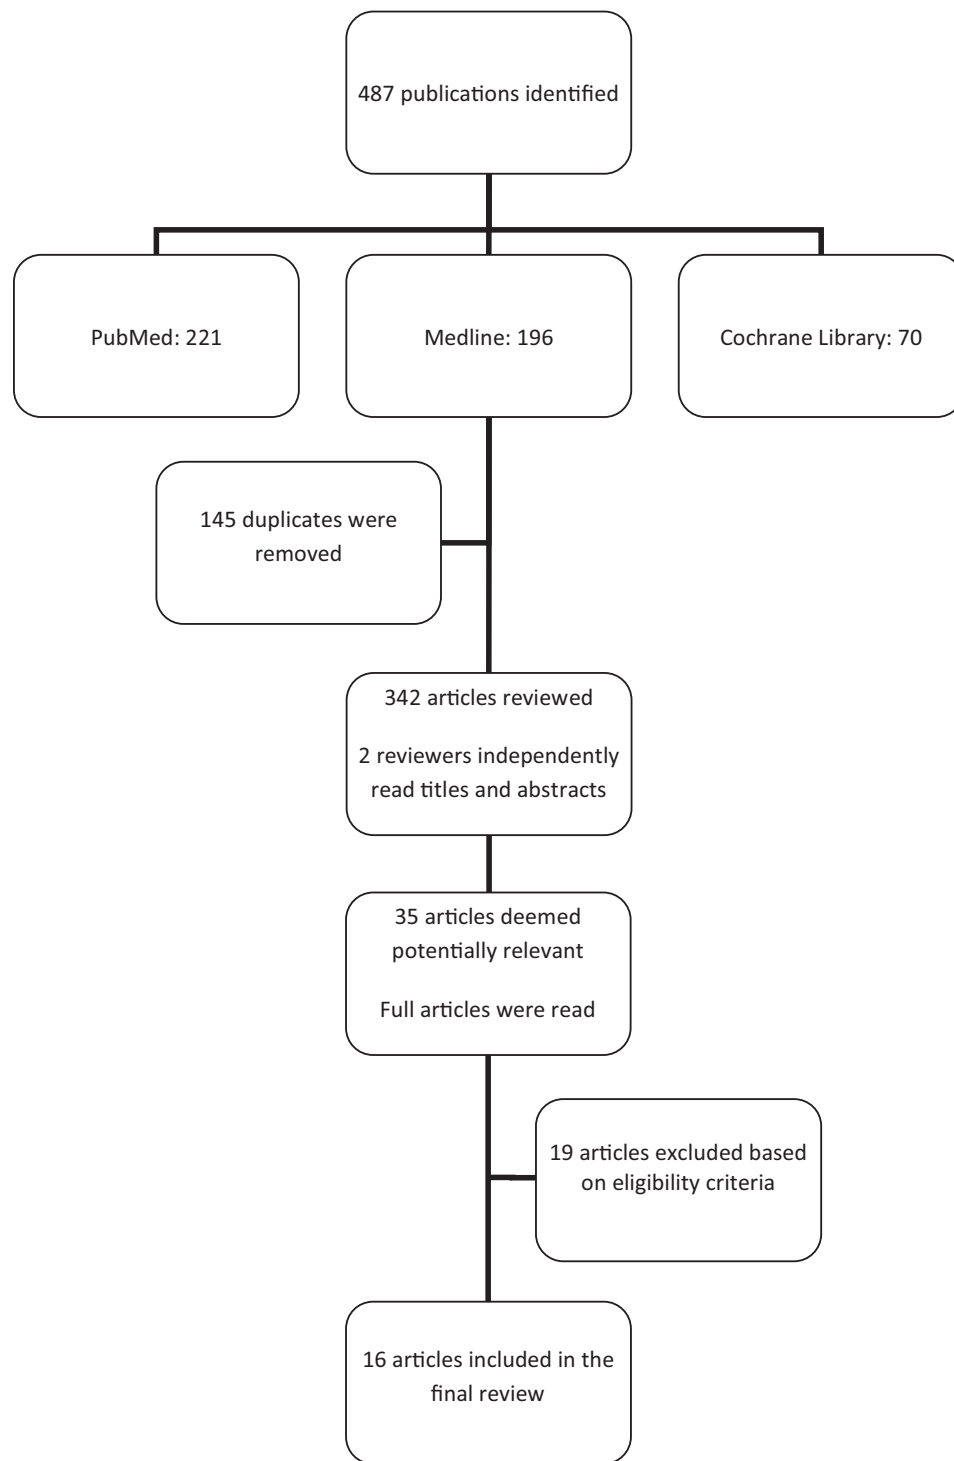 487 publications identified
PubMed: 221
Medline: 196
Cochrane Library: 70
145 duplicates were
removed
342 articles reviewed
2 reviewers independently
read titles and abstracts
35 articles deemed
potentially relevant
Full articles were read
19 articles excluded based
on eligibility criteria
16 articles included in the
final review